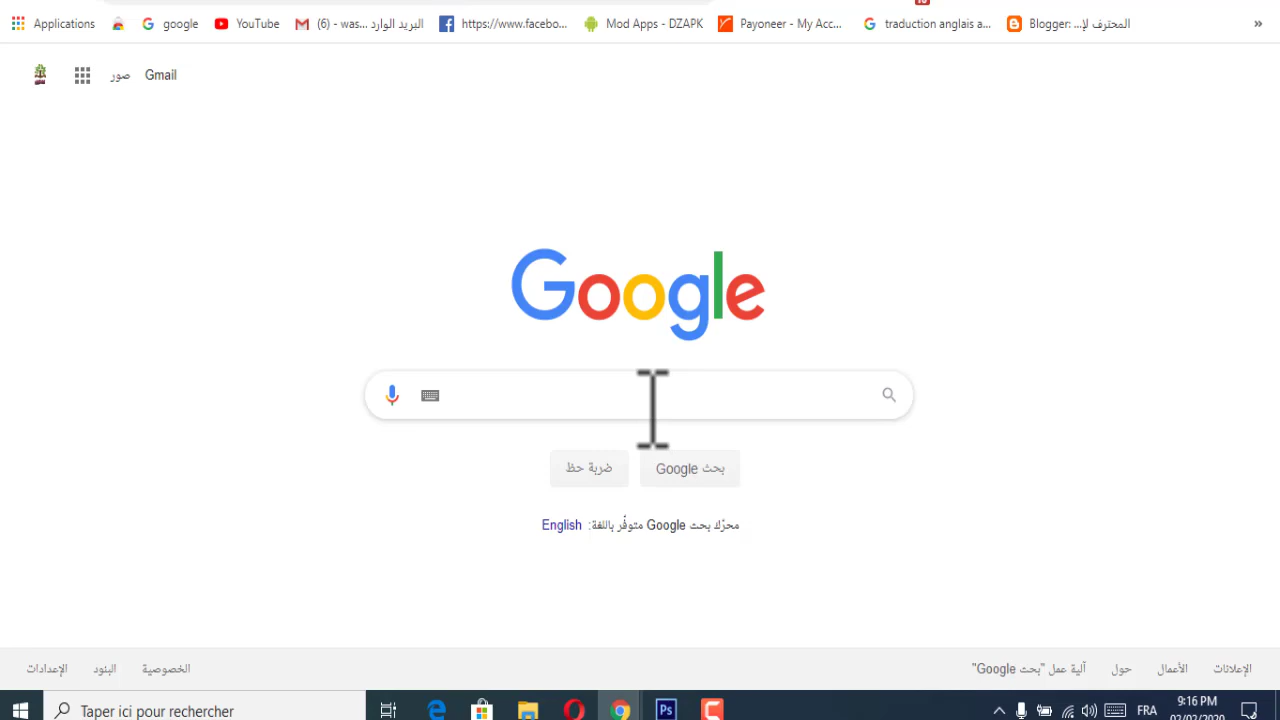 Applications google YouTube (6) - was... البريد الوارد https://www.facebo... Mod Apps - DZAPK Payoneer - My Acc... traduction anglais a... Blogger: ...المحترف لإ »
صور Gmail
Google
بحث Google ضربة حظ
محرّك بحث Google متوفّر باللغة: English
الإعلانات الأعمال حول آلية عمل "بحث Google" الخصوصية البنود الإعدادات
Taper ici pour rechercher Ps FRA 9:16 PM